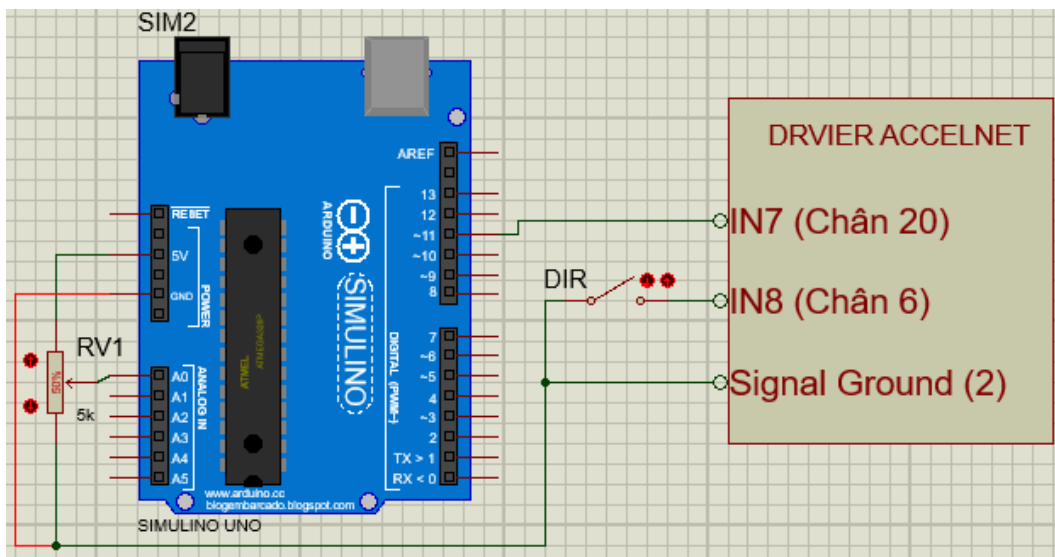 SIM2
AREF
13
12
~11
~10
~9
8
7
~6
~5
4
~3
2
TX > 1
RX < 0
DIGITAL (PWM~)
ARDUINO
SIMULINO
RESET
5V
GND
POWER
A0
A1
A2
A3
A4
A5
ANALOG IN
ATMEL
ATMEGA328P
www.arduino.cc
blogembarcado.blogspot.com
SIMULINO UNO
RV1
50%
5k
DIR
DRVIER ACCELNET
IN7 (Chân 20)
IN8 (Chân 6)
Signal Ground (2)